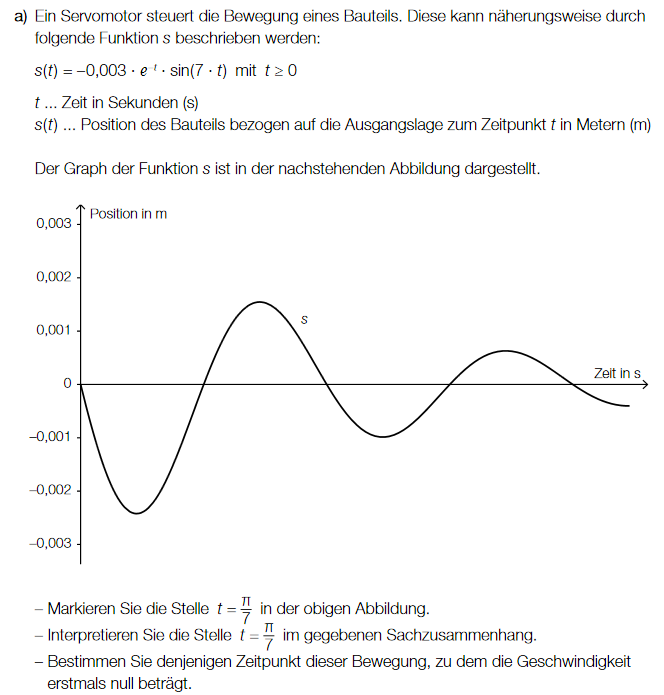 a) Ein Servomotor steuert die Bewegung eines Bauteils. Diese kann näherungsweise durch
folgende Funktion s beschrieben werden:
s(t) = –0,003 · e⁻ᵗ · sin(7 · t) mit t ≥ 0
t ... Zeit in Sekunden (s)
s(t) ... Position des Bauteils bezogen auf die Ausgangslage zum Zeitpunkt t in Metern (m)
Der Graph der Funktion s ist in der nachstehenden Abbildung dargestellt.
Position in m
0,003
0,002
0,001
s
Zeit in s
0
–0,001
–0,002
–0,003
– Markieren Sie die Stelle t = π/7 in der obigen Abbildung.
– Interpretieren Sie die Stelle t = π/7 im gegebenen Sachzusammenhang.
– Bestimmen Sie denjenigen Zeitpunkt dieser Bewegung, zu dem die Geschwindigkeit
erstmals null beträgt.